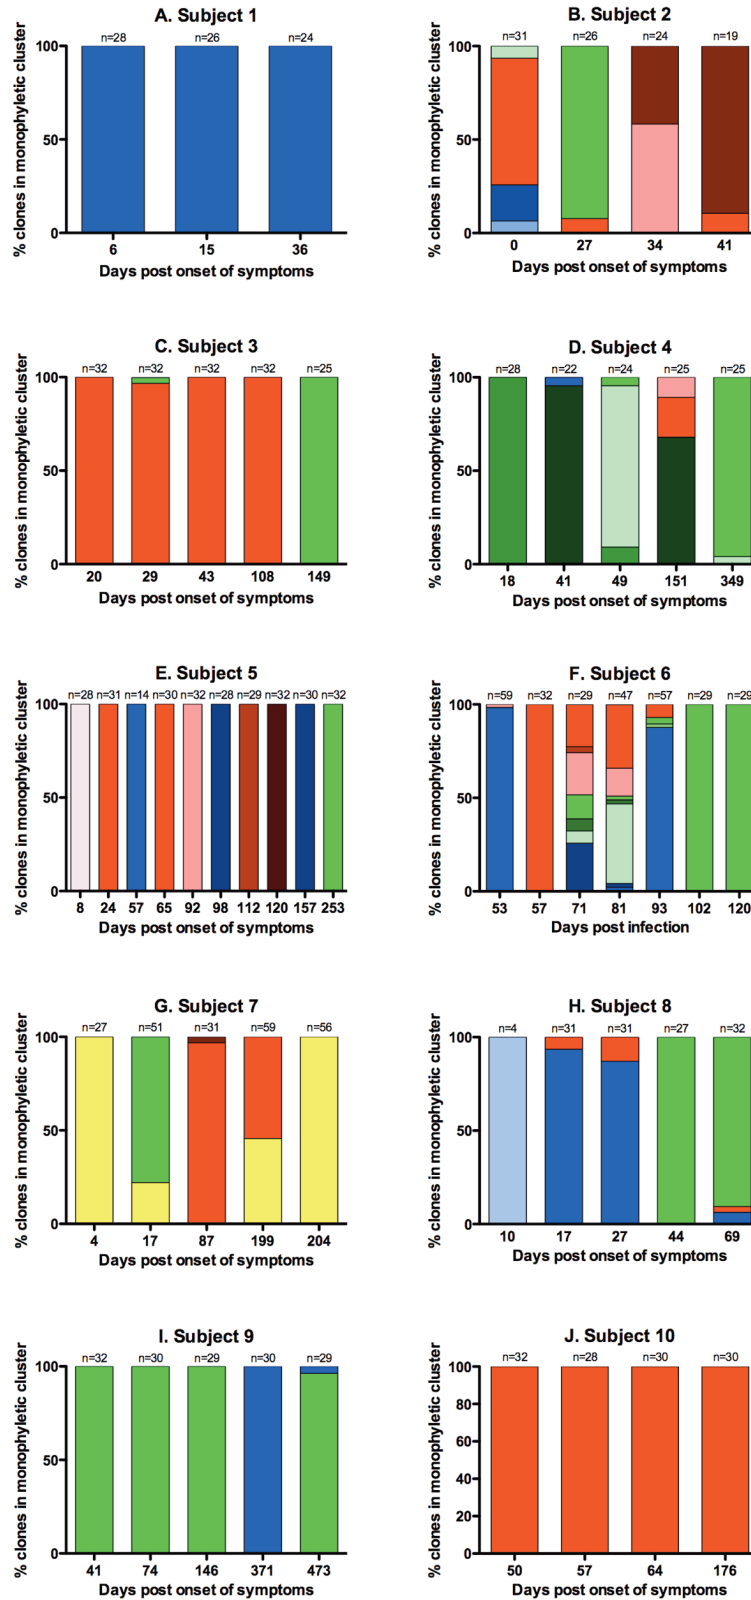 A. Subject 1
n=28 n=26 n=24
% clones in monophyletic cluster
100
50
0
6 15 36
Days post onset of symptoms
B. Subject 2
n=31 n=26 n=24 n=19
% clones in monophyletic cluster
100
50
0
0 27 34 41
Days post onset of symptoms
C. Subject 3
n=32 n=32 n=32 n=32 n=25
% clones in monophyletic cluster
100
50
0
20 29 43 108 149
Days post onset of symptoms
D. Subject 4
n=28 n=22 n=24 n=25 n=25
% clones in monophyletic cluster
100
50
0
18 41 49 151 349
Days post onset of symptoms
E. Subject 5
n=28 n=31 n=14 n=30 n=32 n=28 n=29 n=32 n=30 n=32
% clones in monophyletic cluster
100
50
0
8 24 57 65 92 98 112 120 157 253
Days post onset of symptoms
F. Subject 6
n=59 n=32 n=29 n=47 n=57 n=29 n=29
% clones in monophyletic cluster
100
50
0
53 57 71 81 93 102 120
Days post infection
G. Subject 7
n=27 n=51 n=31 n=59 n=56
% clones in monophyletic cluster
100
50
0
4 17 87 199 204
Days post onset of symptoms
H. Subject 8
n=4 n=31 n=31 n=27 n=32
% clones in monophyletic cluster
100
50
0
10 17 27 44 69
Days post onset of symptoms
I. Subject 9
n=32 n=30 n=29 n=30 n=29
% clones in monophyletic cluster
100
50
0
41 74 146 371 473
Days post onset of symptoms
J. Subject 10
n=32 n=28 n=30 n=30
% clones in monophyletic cluster
100
80
60
40
20
0
50 57 64 176
Days post onset of symptoms